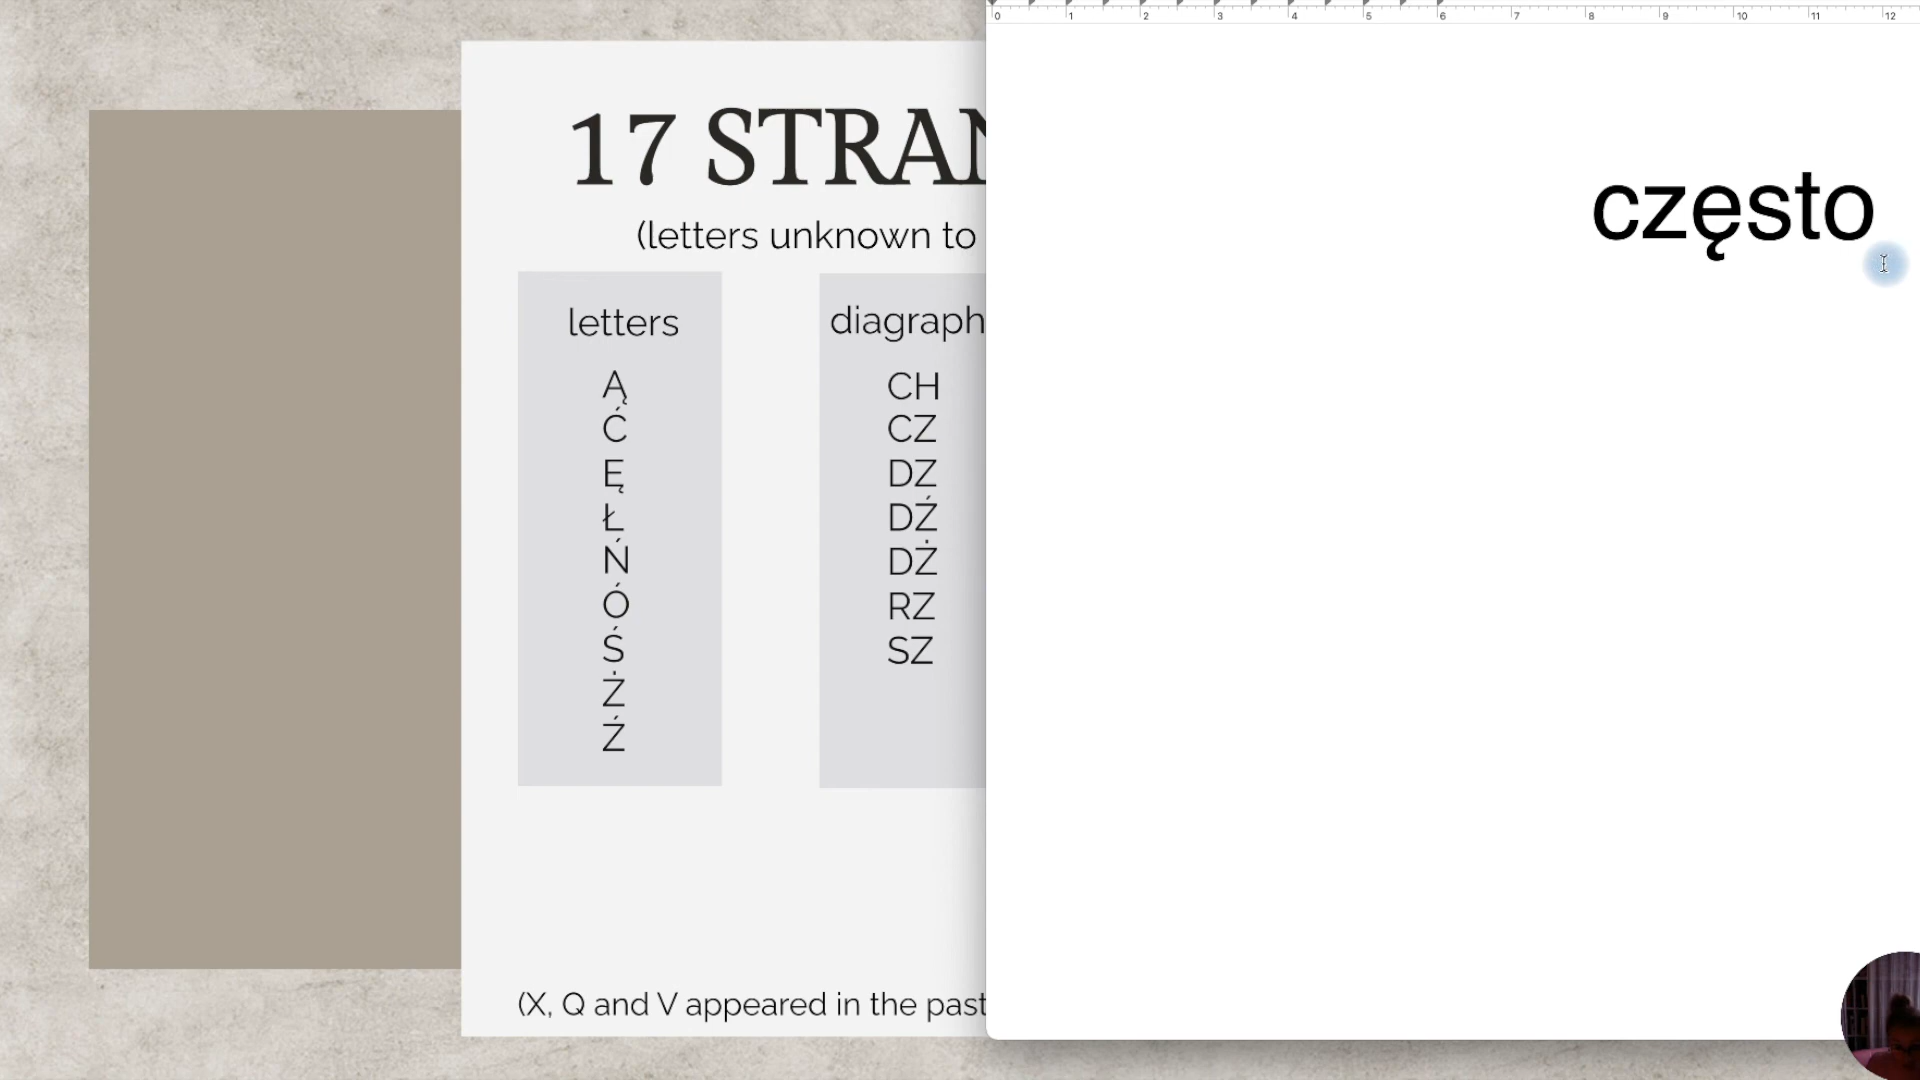 17 STRAN
(letters unknown to
letters
Ą
Ć
Ę
Ł
Ń
Ó
Ś
Ż
Ź
diagraph
CH
CZ
DZ
DŹ
DŻ
RZ
SZ
(X, Q and V appeared in the past
0 1 2 3 4 5 6 7 8 9 10 11 12
często